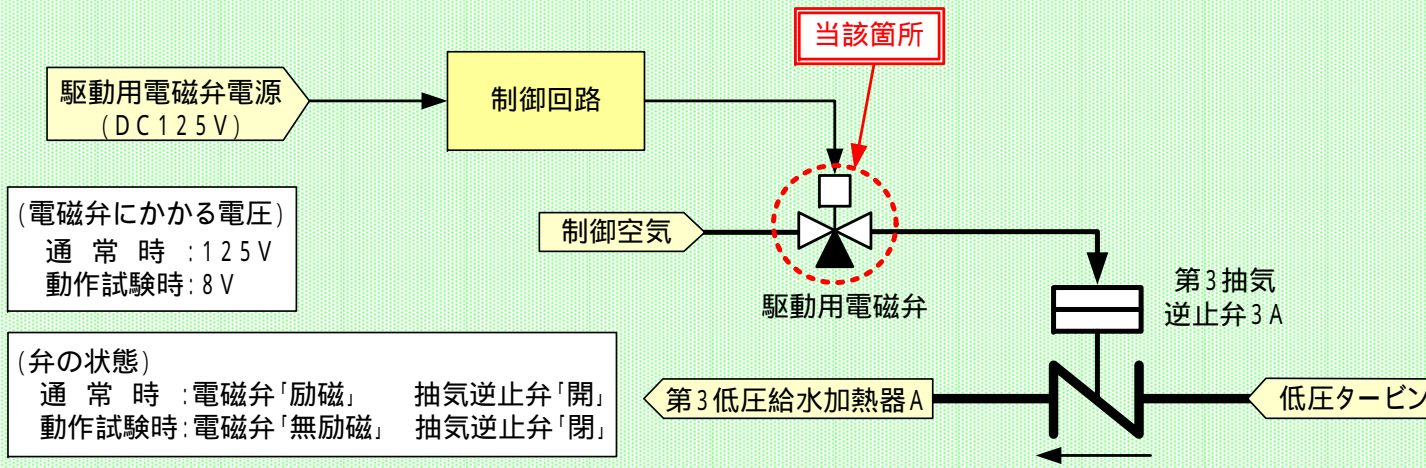 当該箇所
駆動用電磁弁電源
(DC125V)
制御回路
(電磁弁にかかる電圧)
通 常 時 :125V
動作試験時:8V
制御空気
駆動用電磁弁
第3抽気
逆止弁3A
(弁の状態)
通 常 時 :電磁弁「励磁」 抽気逆止弁「開」
動作試験時:電磁弁「無励磁」 抽気逆止弁「閉」
第3低圧給水加熱器A
低圧タービン